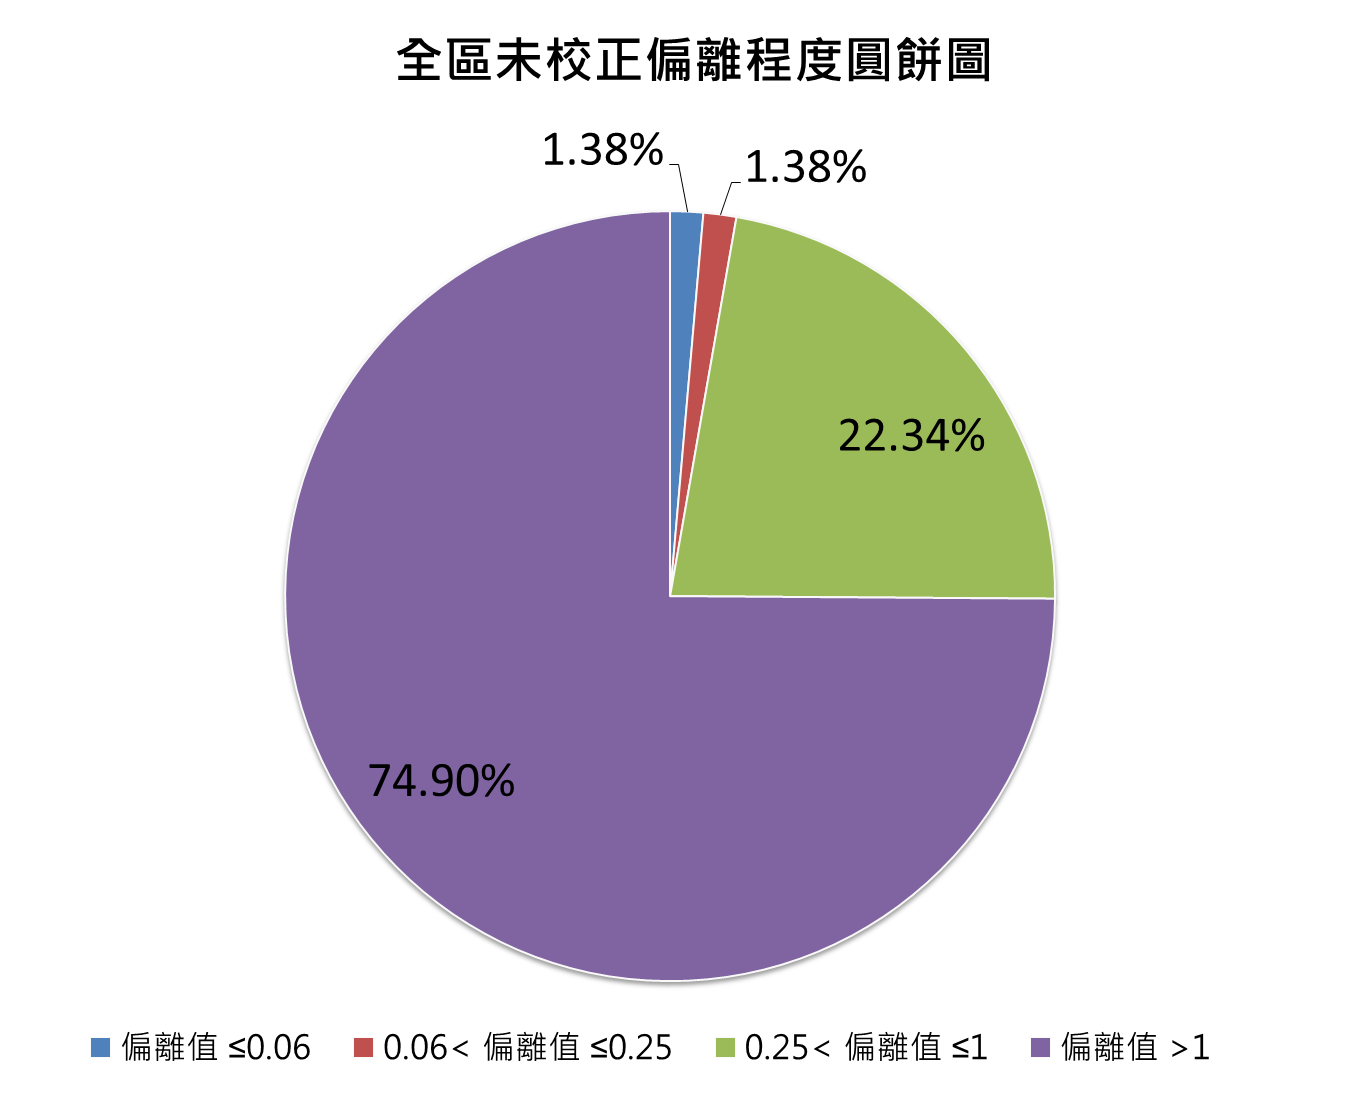 全區未校正偏離程度圓餅圖
1.38%
1.38%
22.34%
74.90%
偏離值 ≤0.06
0.06< 偏離值 ≤0.25
0.25< 偏離值 ≤1
偏離值 >1